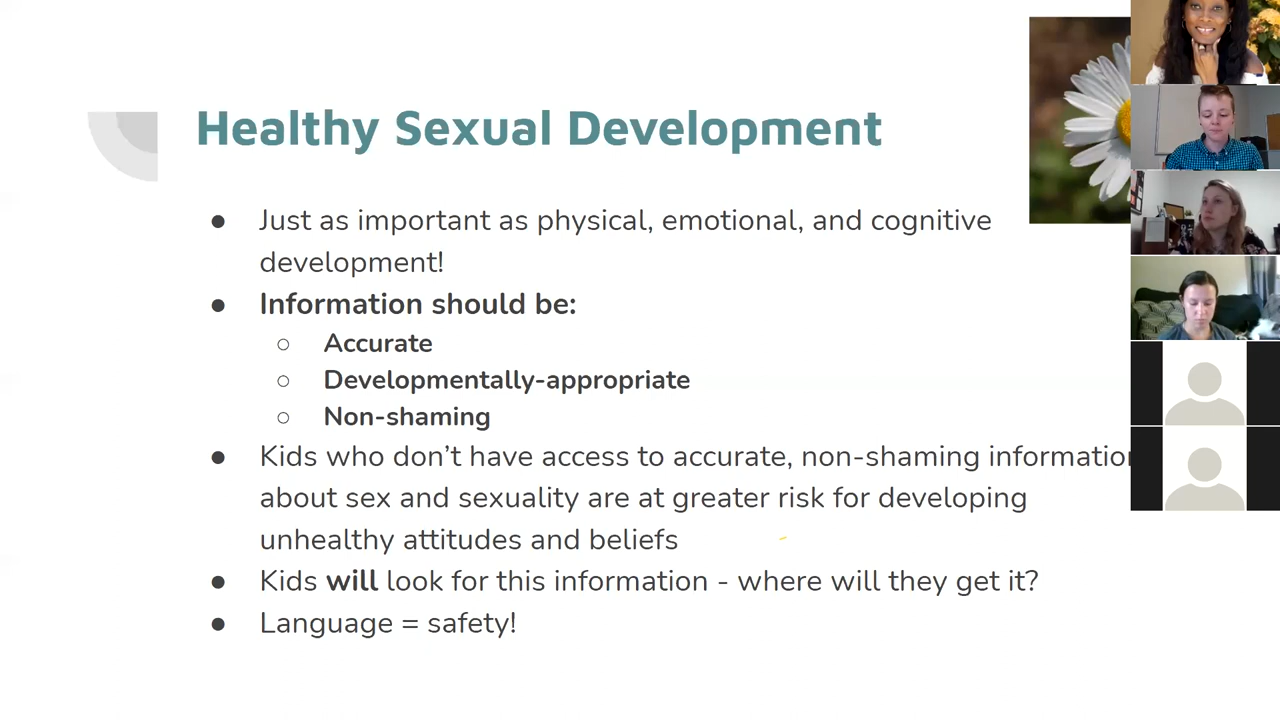 Healthy Sexual Development
● Just as important as physical, emotional, and cognitive
development!
● Information should be:
○ Accurate
○ Developmentally-appropriate
○ Non-shaming
● Kids who don’t have access to accurate, non-shaming information
about sex and sexuality are at greater risk for developing
unhealthy attitudes and beliefs
● Kids will look for this information - where will they get it?
● Language = safety!